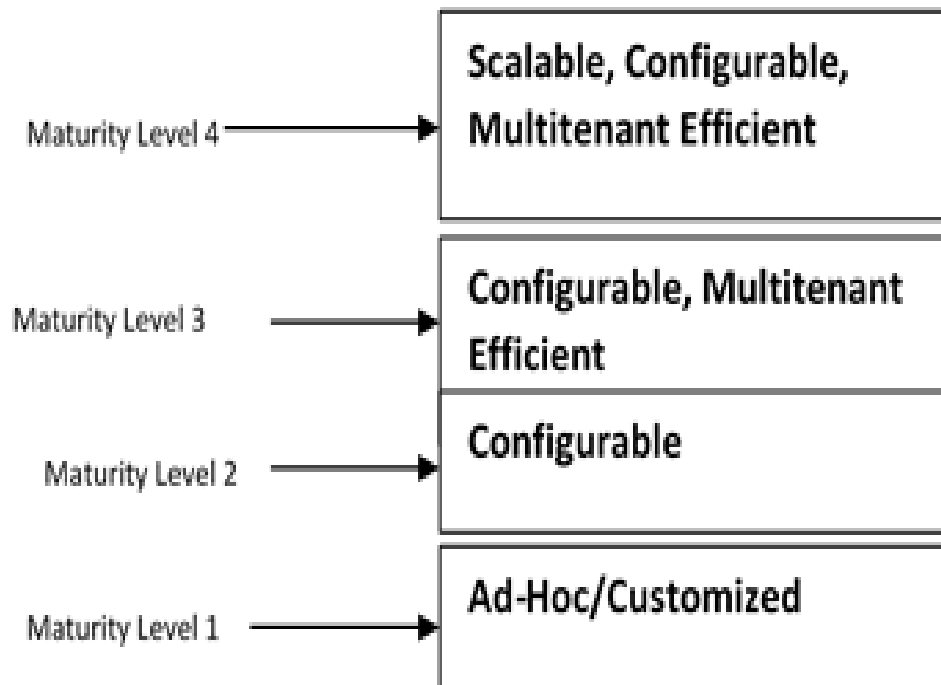 Scalable, Configurable,
Multitenant Efficient
Maturity Level 4
Configurable, Multitenant
Efficient
Maturity Level 3
Configurable
Maturity Level 2
Ad-Hoc/Customized
Maturity Level 1